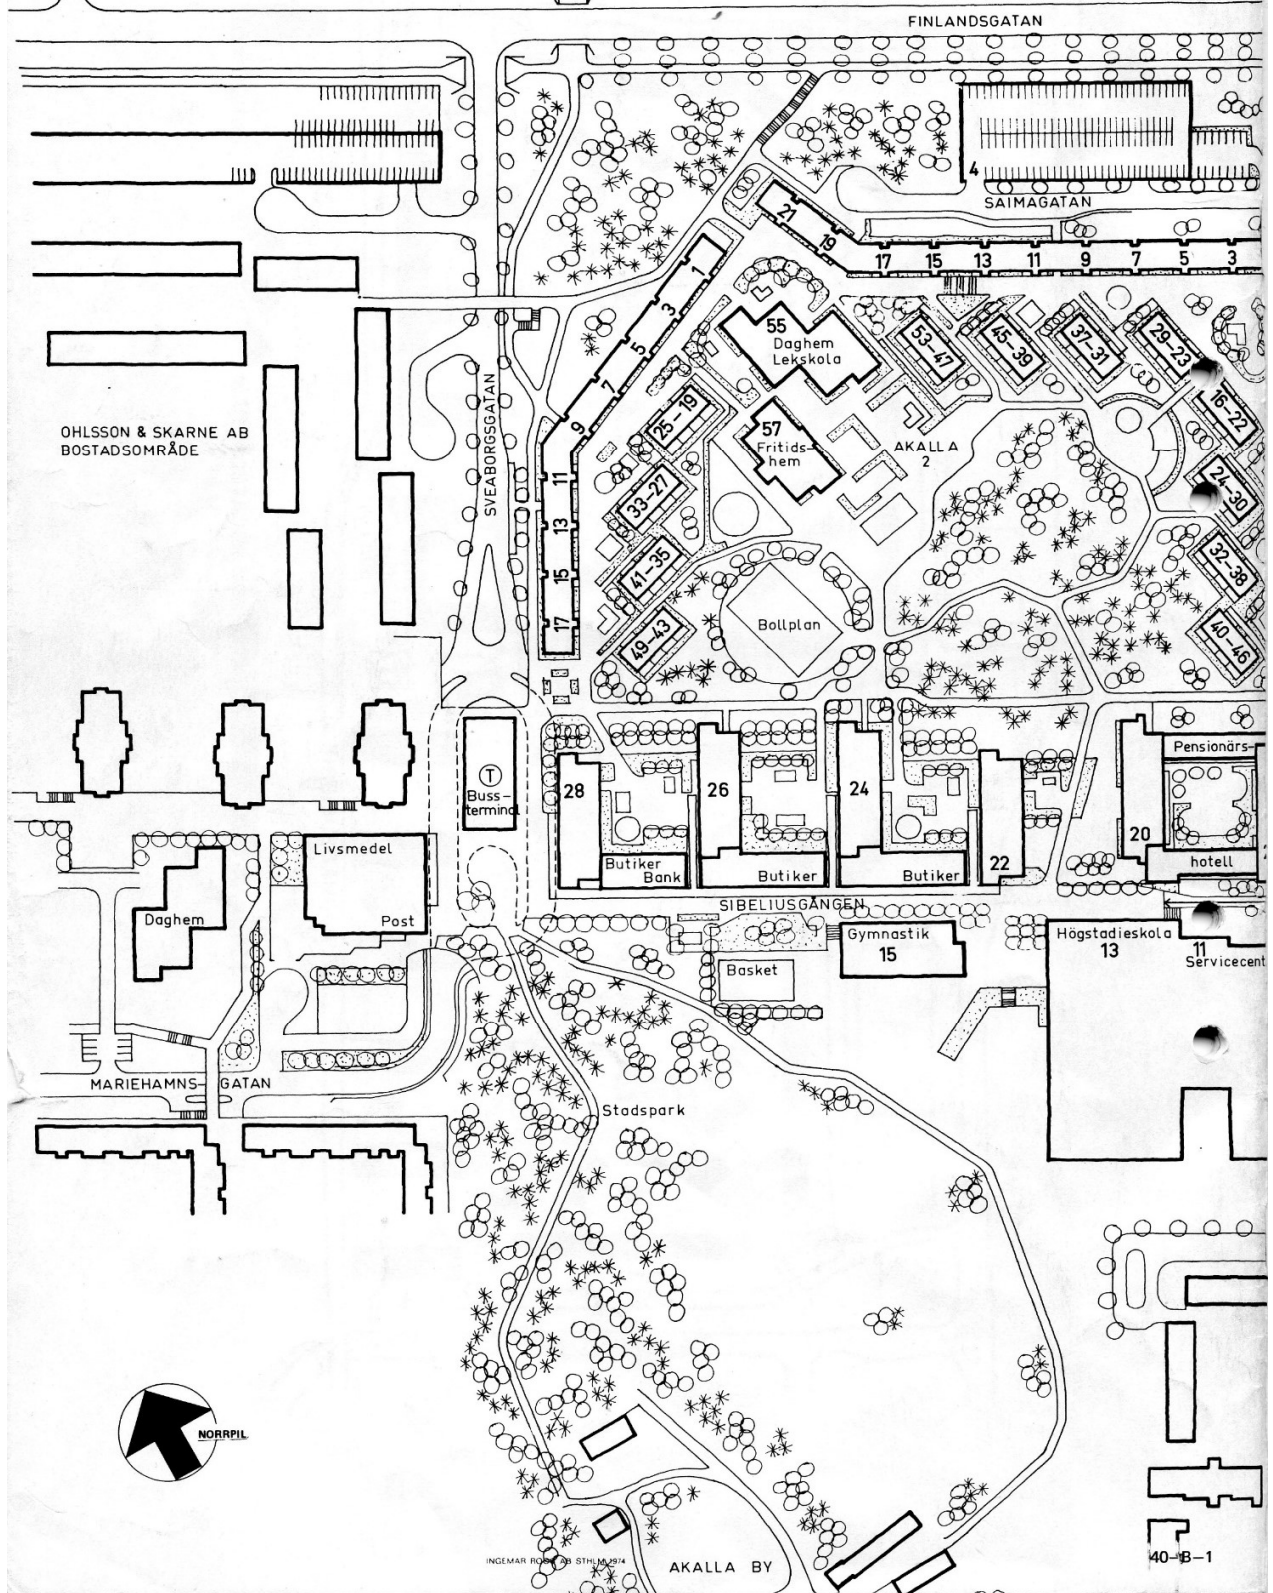 FINLANDSGATAN
4
SAIMAGATAN
21
19
17
15
13
11
9
7
5
3
1
3
5
7
9
11
13
15
17
55
Daghem
Lekskola
53-47
45-39
37-31
29-23
16-22
24-30
32-38
40-46
25-19
33-27
41-35
49-43
57
Fritids-
hem
AKALLA
2
OHLSSON & SKARNE AB
BOSTADSOMRÅDE
SVEABORGSGATAN
Bollplan
T
Buss-
terminal
28
26
24
22
20
Pensionärs-
hotell
Butiker
Bank
Butiker
Butiker
Livsmedel
Post
Daghem
SIBELIUSGÅNGEN
Gymnastik
15
Högstadieskola
13
11
Servicecent
Basket
MARIEHAMNS-GATAN
Stadspark
NORRPIL
INGEMAR
AB STHLM 1974
AKALLA BY
40-B-1